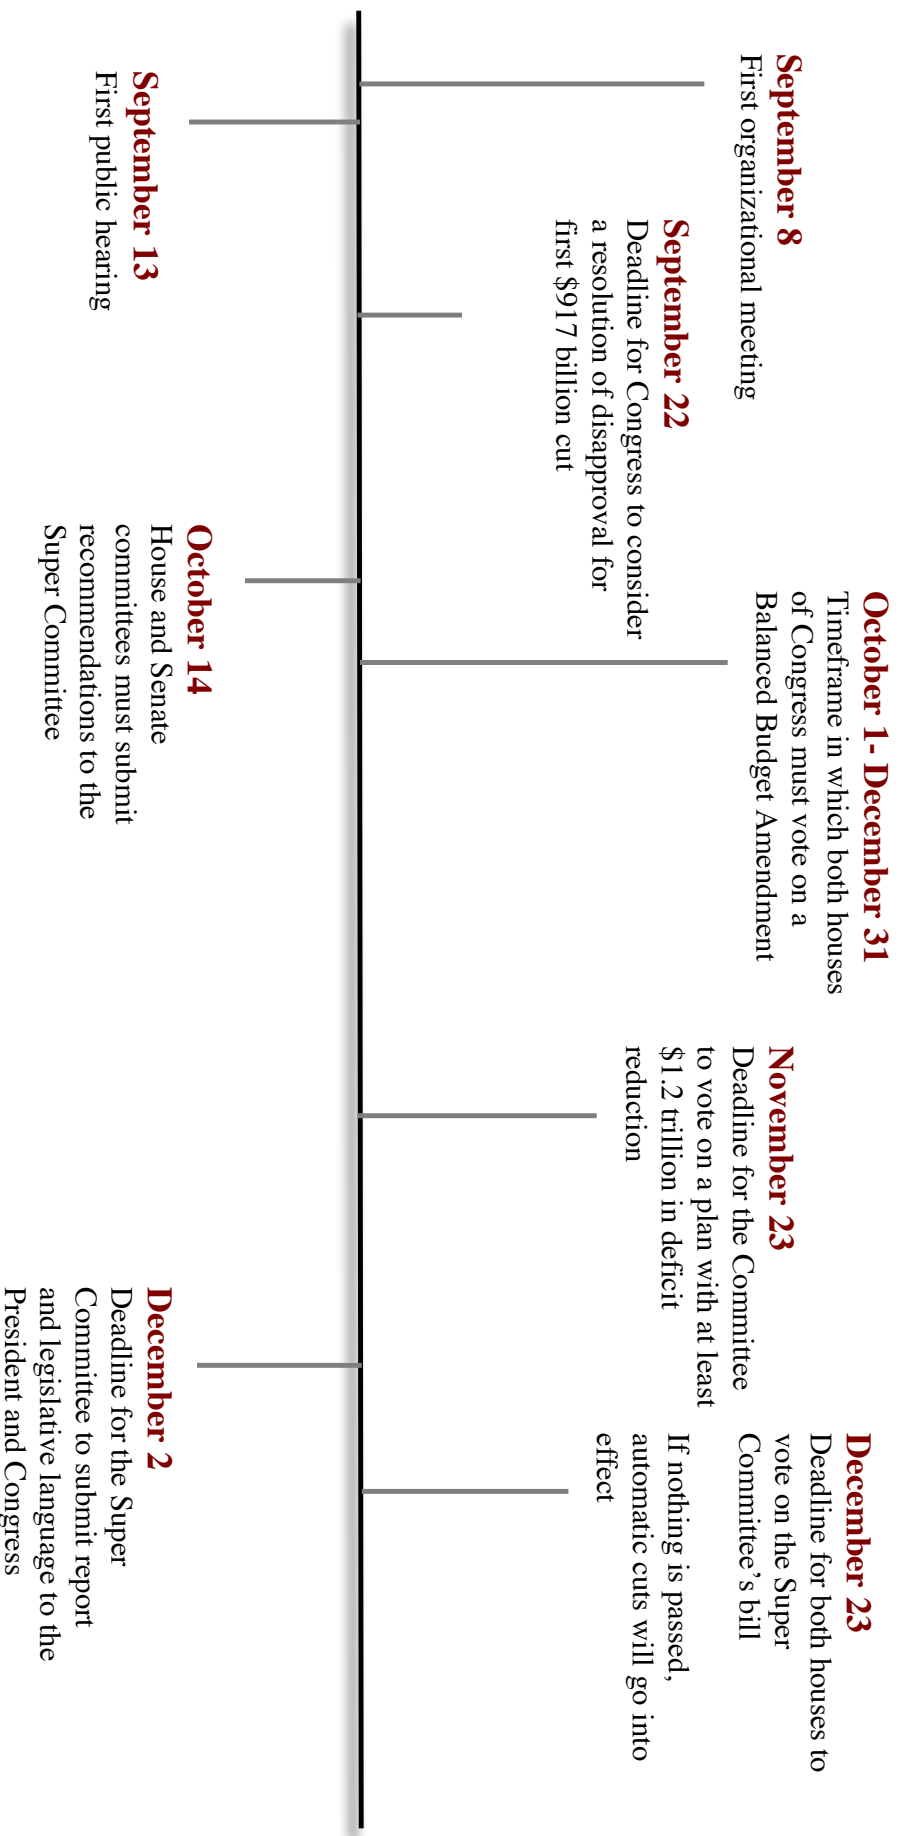 September 8
First organizational meeting
September 13
First public hearing
September 22
Deadline for Congress to consider
a resolution of disapproval for
first $917 billion cut
October 1- December 31
Timeframe in which both houses
of Congress must vote on a
Balanced Budget Amendment
October 14
House and Senate
committees must submit
recommendations to the
Super Committee
November 23
Deadline for the Committee
to vote on a plan with at least
$1.2 trillion in deficit
reduction
December 2
Deadline for the Super
Committee to submit report
and legislative language to the
President and Congress
December 23
Deadline for both houses to
vote on the Super
Committee’s bill
If nothing is passed,
automatic cuts will go into
effect